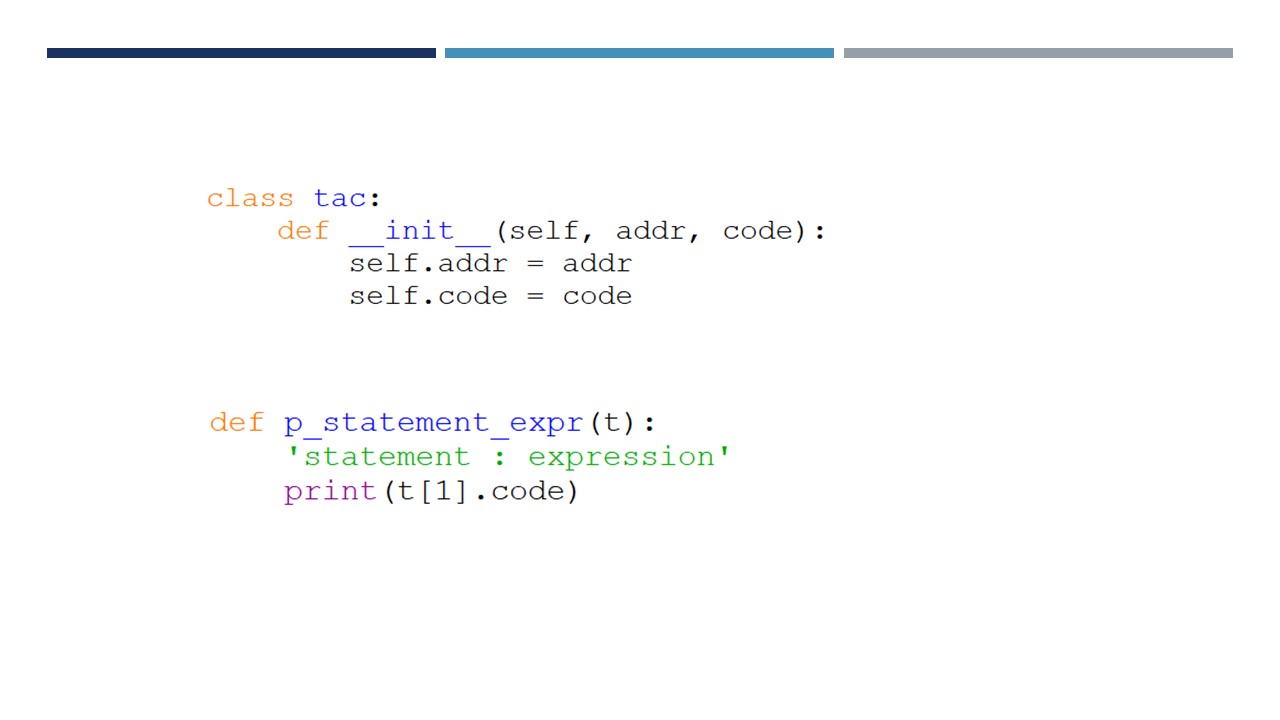 class tac:
    def __init__(self, addr, code):
        self.addr = addr
        self.code = code
def p_statement_expr(t):
    'statement : expression'
    print(t[1].code)